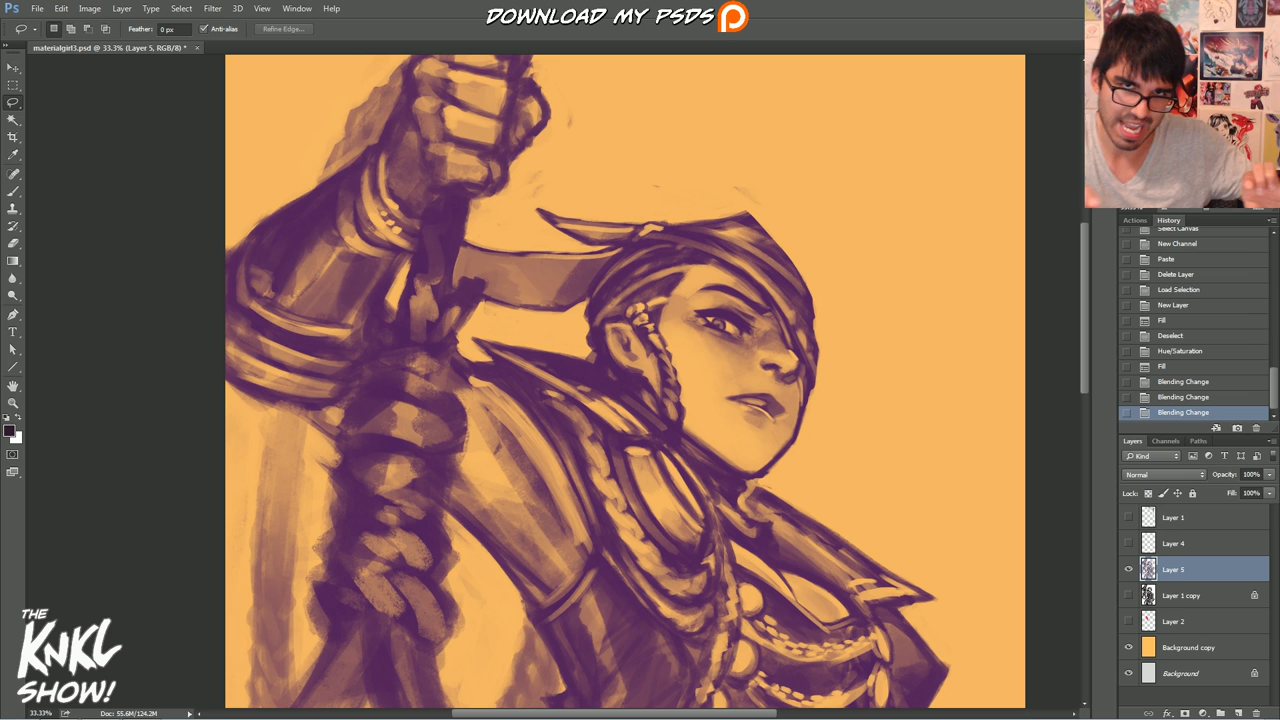 DOWNLOAD MY PSDS
Ps File Edit Image Layer Type Select Filter 3D View Window Help
Feather: 0 px Anti-alias Refine Edge...
materialgirl3.psd @ 33.3% (Layer 5, RGB/8) * ×
Actions History
Select Canvas
New Channel
Paste
Delete Layer
Load Selection
New Layer
Fill
Deselect
Hue/Saturation
Fill
Blending Change
Blending Change
Blending Change
Layers Channels Paths
Kind
Normal Opacity: 100%
Lock: Fill: 100%
Layer 1
Layer 4
Layer 5
Layer 1 copy
Layer 2
Background copy
Background
THE
KNKL
SHOW!
33.33% Doc: 55.6M/124.2M
fx